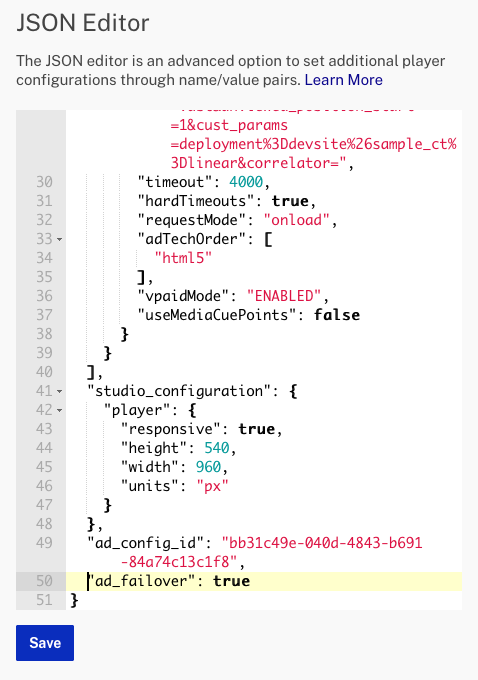 JSON Editor
The JSON editor is an advanced option to set additional player
configurations through name/value pairs. Learn More
=1&cust_params
=deployment%3Ddevsite%26sample_ct%
3Dlinear&correlator=",
30 "timeout": 4000,
31 "hardTimeouts": true,
32 "requestMode": "onload",
33 "adTechOrder": [
34 "html5"
35 ],
36 "vpaidMode": "ENABLED",
37 "useMediaCuePoints": false
38 }
39 }
40 ],
41 "studio_configuration": {
42 "player": {
43 "responsive": true,
44 "height": 540,
45 "width": 960,
46 "units": "px"
47 }
48 },
49 "ad_config_id": "bb31c49e-040d-4843-b691
-84a74c13c1f8",
50 "ad_failover": true
51 }
Save